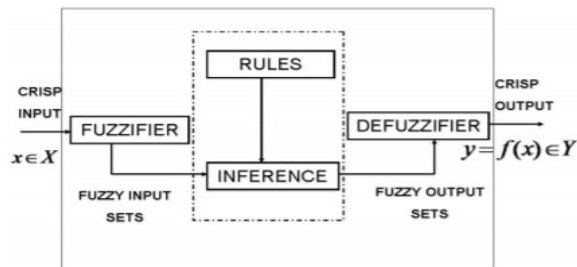 RULES
CRISP
INPUT
CRISP
OUTPUT
FUZZIFIER
DEFUZZIFIER
x∈X
y=f(x)∈Y
INFERENCE
FUZZY INPUT
SETS
FUZZY OUTPUT
SETS